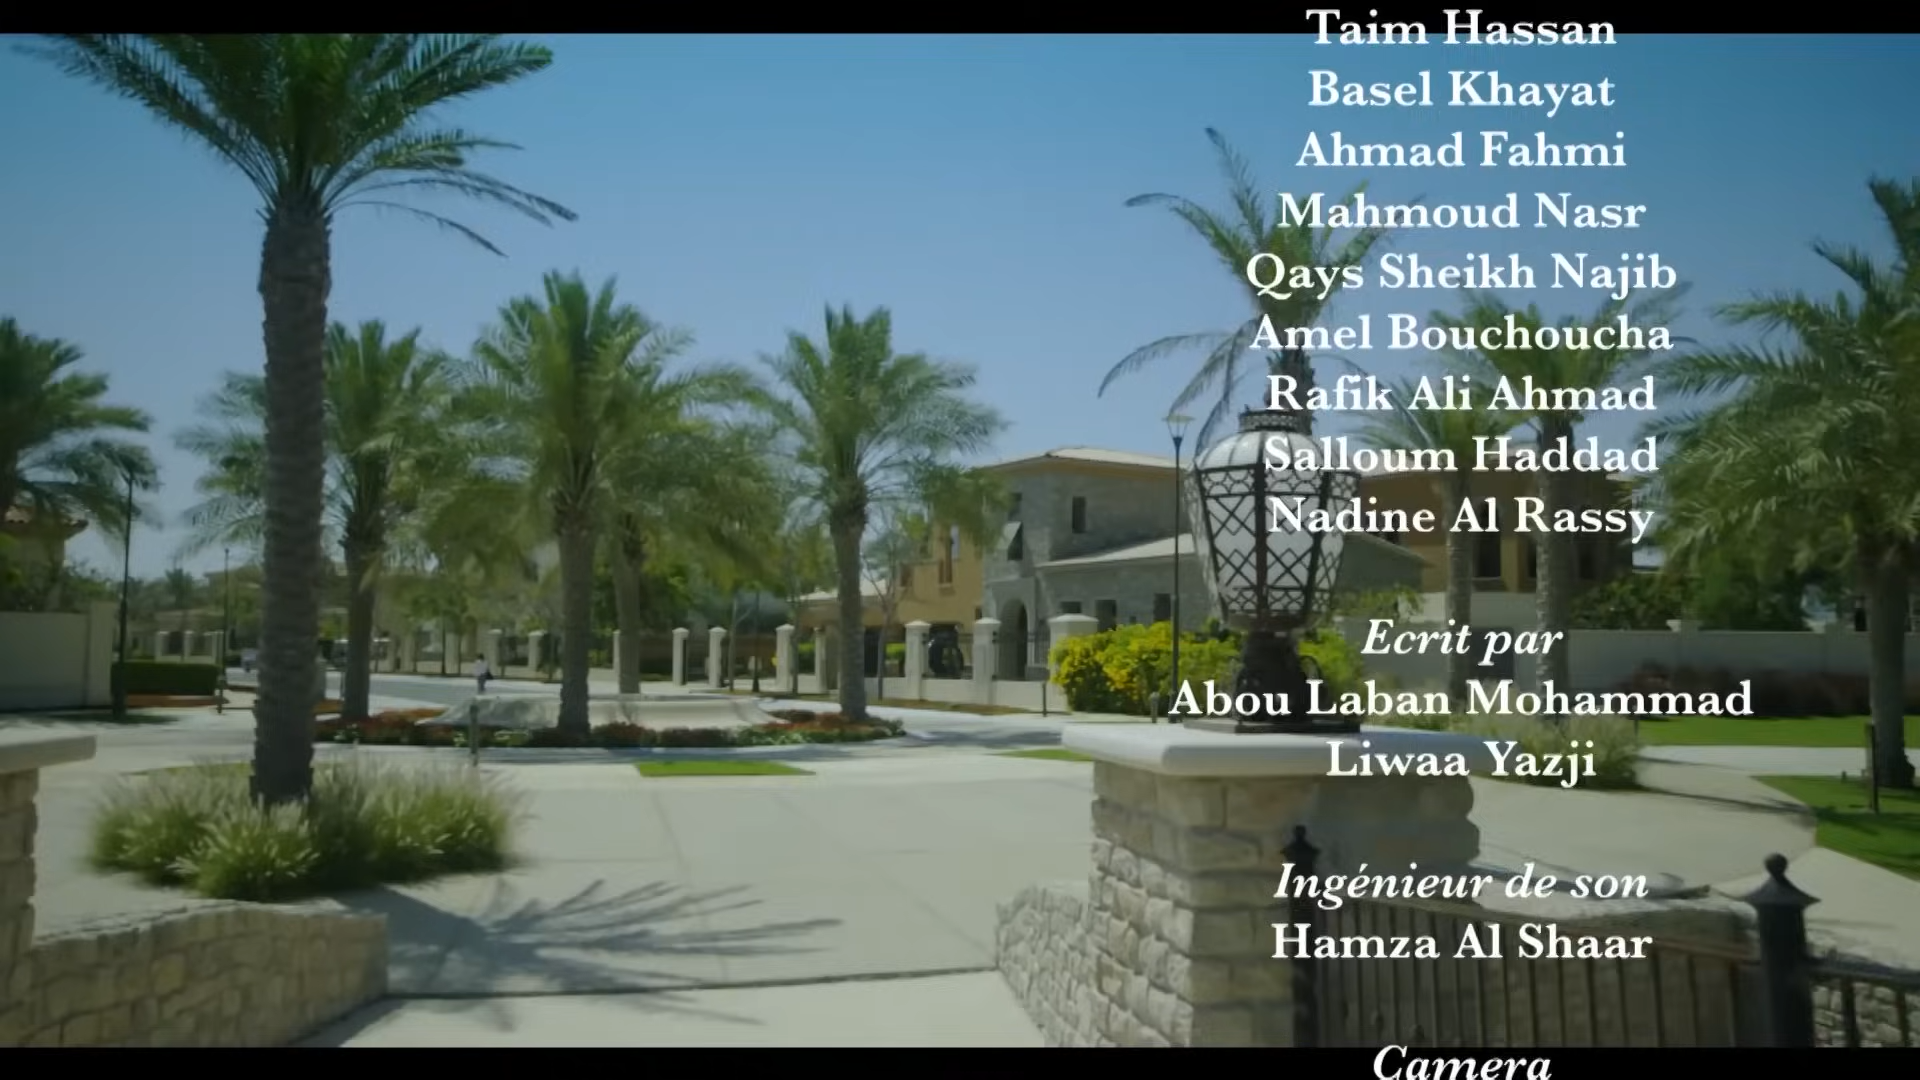 Taim Hassan
Basel Khayat
Ahmad Fahmi
Mahmoud Nasr
Qays Sheikh Najib
Amel Bouchoucha
Rafik Ali Ahmad
Salloum Haddad
Nadine Al Rassy
Ecrit par
Abou Laban Mohammad
Liwaa Yazji
Ingénieur de son
Hamza Al Shaar
Camera